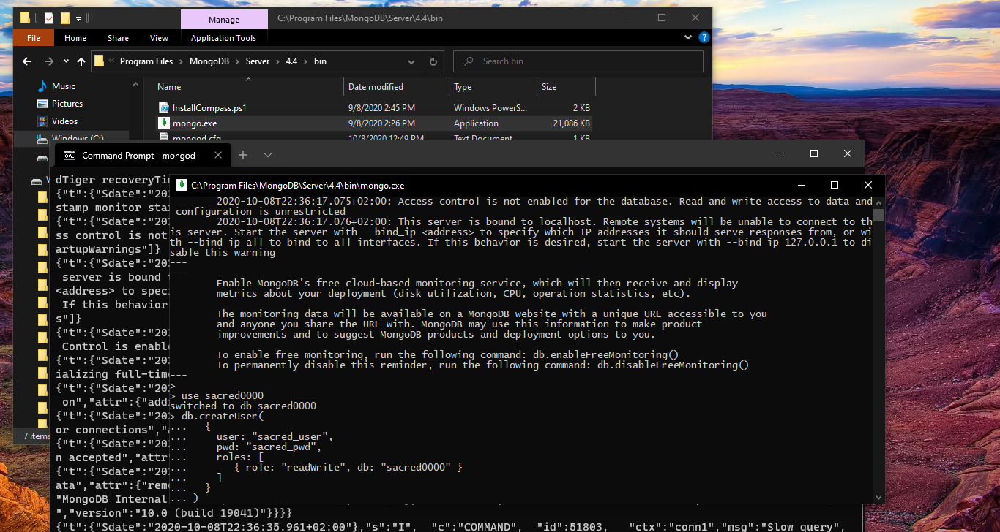 Manage
C:\Program Files\MongoDB\Server\4.4\bin
File
Home
Share
View
Application Tools
Program Files
MongoDB
Server
4.4
bin
Search bin
Music
Pictures
Videos
Windows (C:)
Name
Date modified
Type
Size
InstallCompass.ps1
9/8/2020 2:45 PM
Windows PowerS...
2 KB
mongo.exe
9/8/2020 2:26 PM
Application
21,086 KB
mongod.cfg
10/8/2020 12:49 PM
Text Document
1 KB
7 items
Command Prompt - mongod
dTiger recoveryTi
{"t":{"$date":"20
stamp monitor sta
{"t":{"$date":"20
ss control is not
artupWarnings"]}
{"t":{"$date":"20
server is bound
<address> to spec
If this behavior
s"]}
{"t":{"$date":"20
Control is enabl
{"t":{"$date":"20
ializing full-tim
{"t":{"$date":"20
on","attr":{"add
{"t":{"$date":"20
or connections","
{"t":{"$date":"20
n accepted","attr
{"t":{"$date":"20
ata","attr":{"rem
"MongoDB Internal
","version":"10.0 (build 19041)"}}}}
{"t":{"$date":"2020-10-08T22:36:35.961+02:00"},"s":"I", "c":"COMMAND", "id":51803, "ctx":"conn1","msg":"Slow query",
C:\Program Files\MongoDB\Server\4.4\bin\mongo.exe
2020-10-08T22:36:17.075+02:00: Access control is not enabled for the database. Read and write access to data and
configuration is unrestricted
2020-10-08T22:36:17.076+02:00: This server is bound to localhost. Remote systems will be unable to connect to th
is server. Start the server with --bind_ip <address> to specify which IP addresses it should serve responses from, or wi
th --bind_ip_all to bind to all interfaces. If this behavior is desired, start the server with --bind_ip 127.0.0.1 to di
sable this warning
---
---
Enable MongoDB's free cloud-based monitoring service, which will then receive and display
metrics about your deployment (disk utilization, CPU, operation statistics, etc).
The monitoring data will be available on a MongoDB website with a unique URL accessible to you
and anyone you share the URL with. MongoDB may use this information to make product
improvements and to suggest MongoDB products and deployment options to you.
To enable free monitoring, run the following command: db.enableFreeMonitoring()
To permanently disable this reminder, run the following command: db.disableFreeMonitoring()
---
>
> use sacred0000
switched to db sacred0000
> db.createUser(
... {
... user: "sacred_user",
... pwd: "sacred_pwd",
... roles: [
... { role: "readWrite", db: "sacred0000" }
... ]
... }
... )